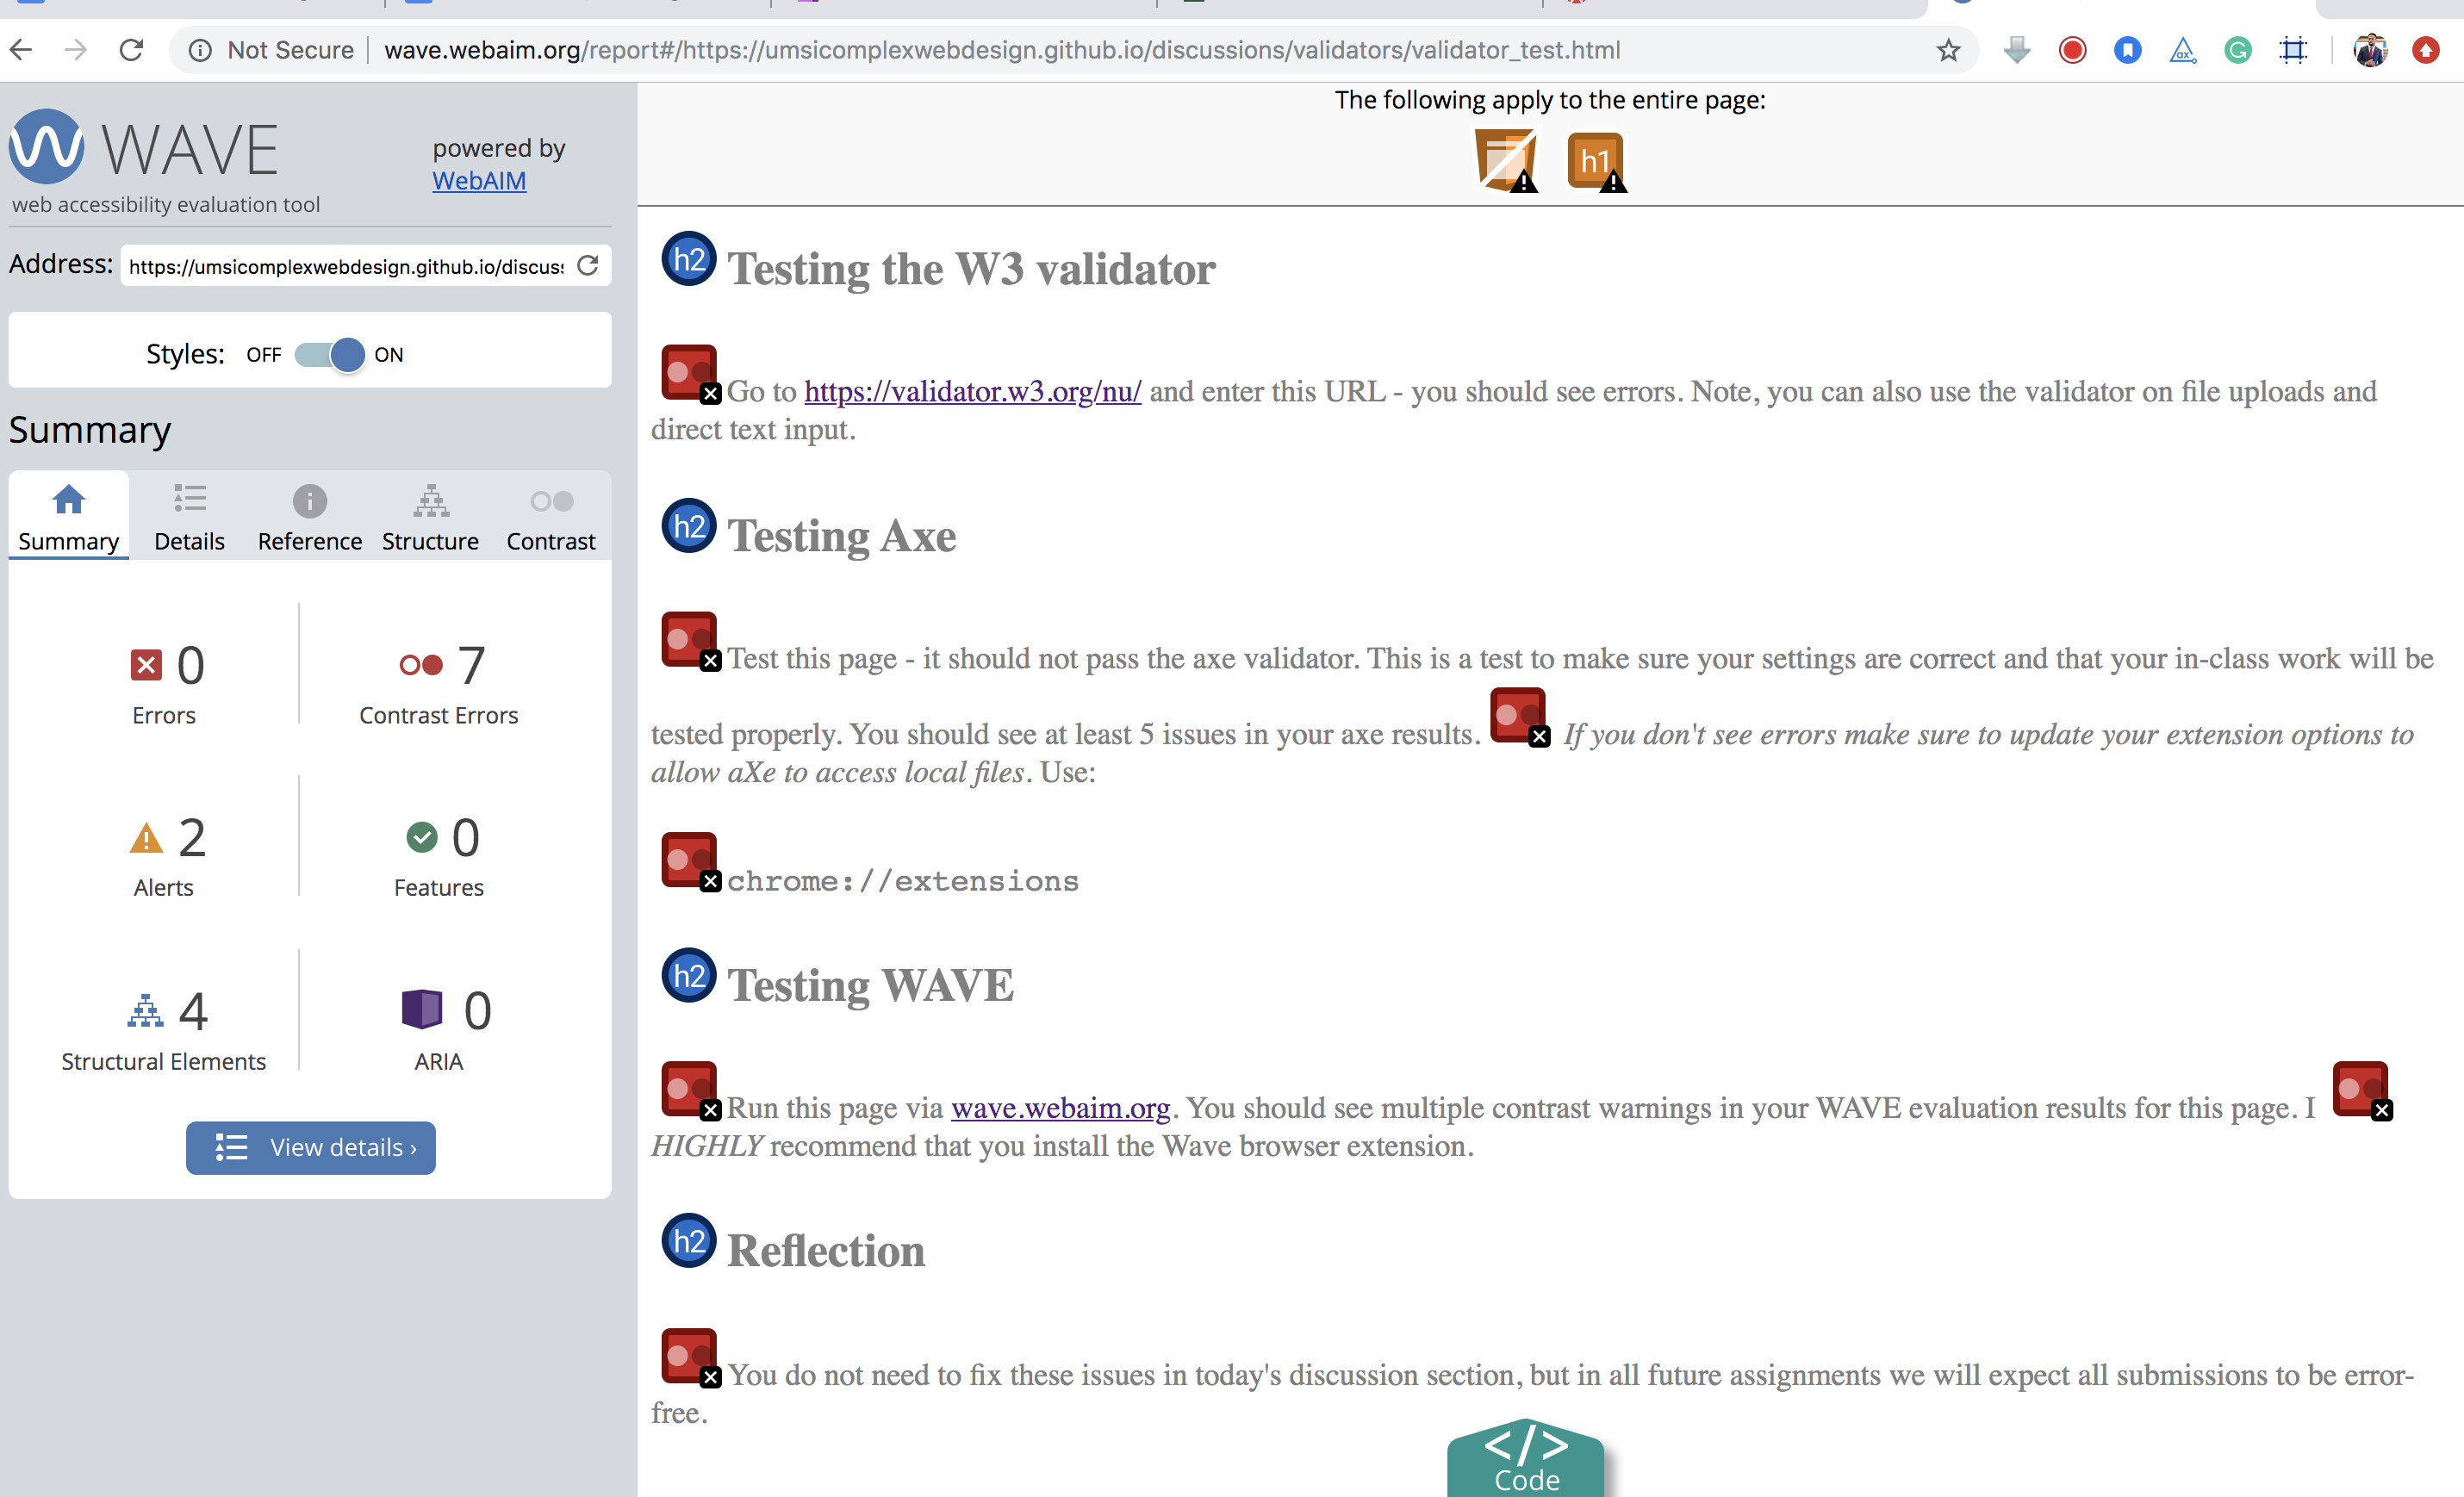 Not Secure
wave.webaim.org/report#/https://umsicomplexwebdesign.github.io/discussions/validators/validator_test.html
WAVE
powered by
WebAIM
web accessibility evaluation tool
Address: https://umsicomplexwebdesign.github.io/discus
Styles: OFF ON
Summary
Summary Details Reference Structure Contrast
0 7
Errors Contrast Errors
2 0
Alerts Features
4 0
Structural Elements ARIA
View details ›
The following apply to the entire page:
h1
h2 Testing the W3 validator
Go to https://validator.w3.org/nu/ and enter this URL - you should see errors. Note, you can also use the validator on file uploads and
direct text input.
h2 Testing Axe
Test this page - it should not pass the axe validator. This is a test to make sure your settings are correct and that your in-class work will be
tested properly. You should see at least 5 issues in your axe results. If you don't see errors make sure to update your extension options to
allow aXe to access local files. Use:
chrome://extensions
h2 Testing WAVE
Run this page via wave.webaim.org. You should see multiple contrast warnings in your WAVE evaluation results for this page. I
HIGHLY recommend that you install the Wave browser extension.
h2 Reflection
You do not need to fix these issues in today's discussion section, but in all future assignments we will expect all submissions to be error-
free.
</>
Code